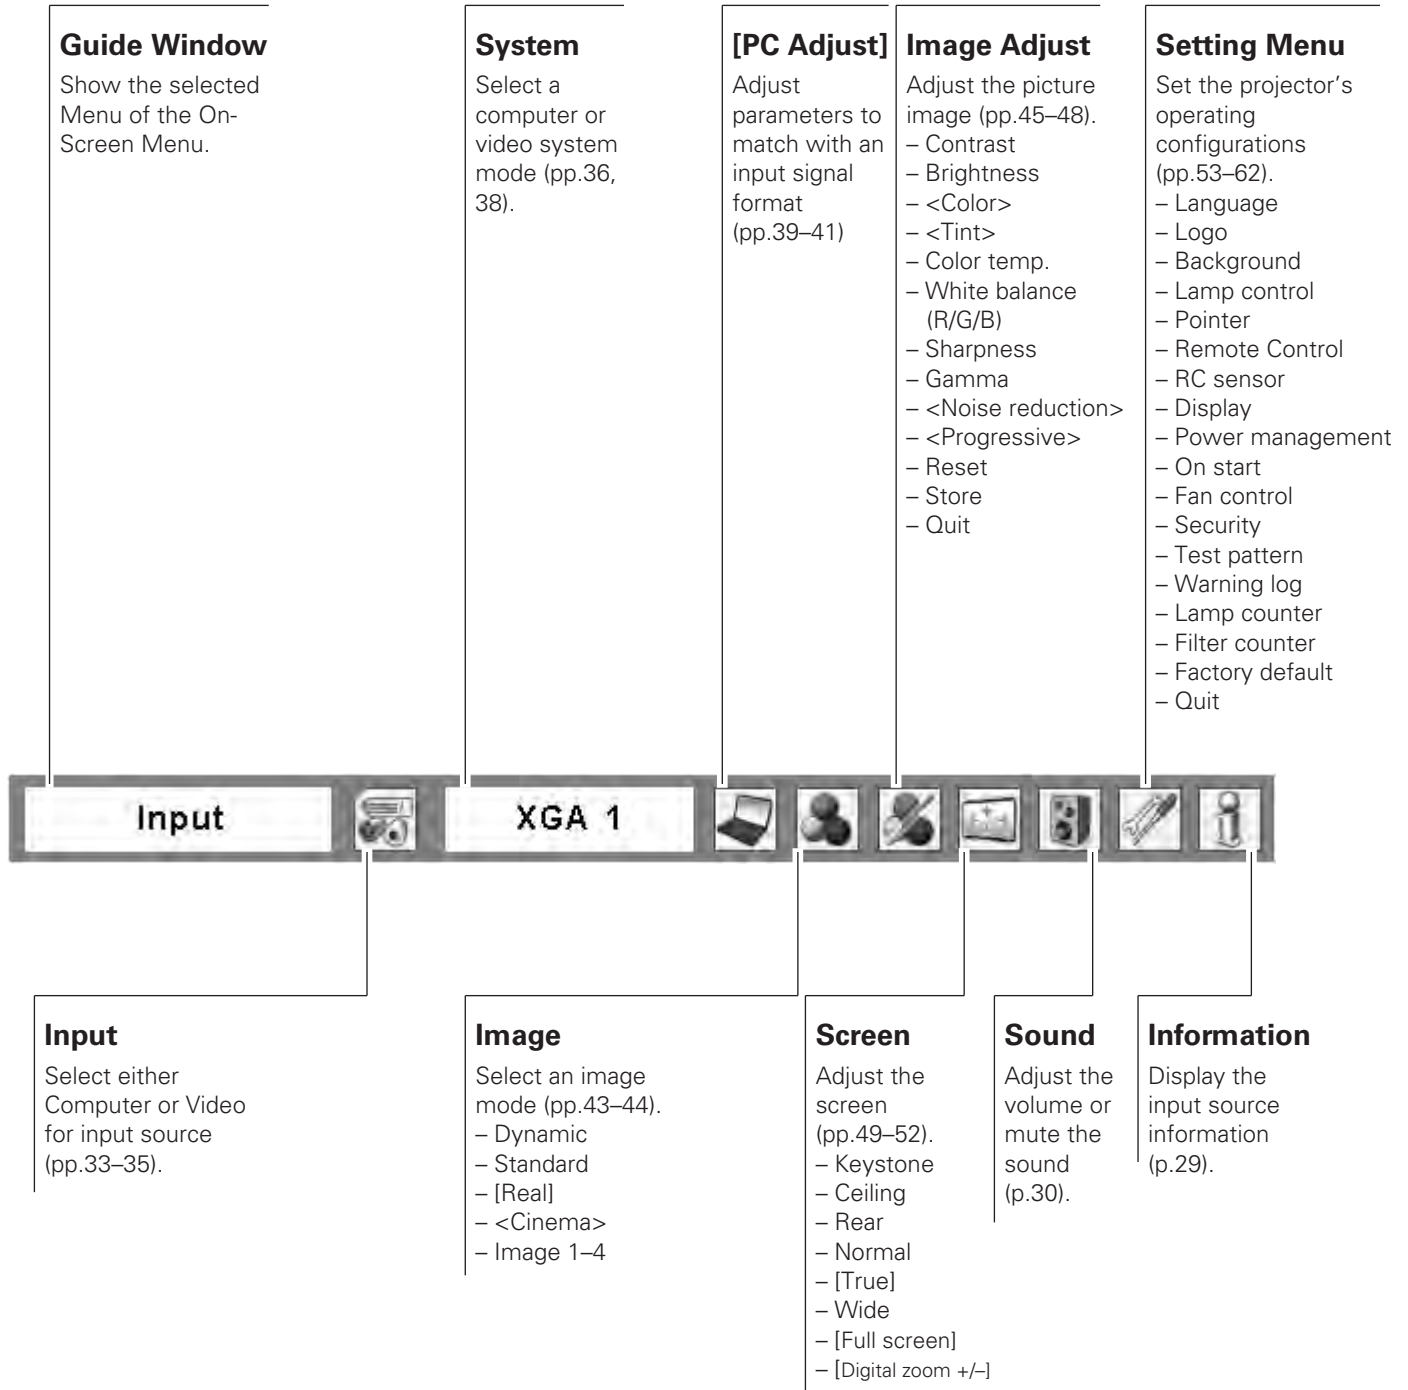 Guide Window
Show the selected
Menu of the On-
Screen Menu.
System
Select a
computer or
video system
mode (pp.36,
38).
[PC Adjust]
Adjust
parameters to
match with an
input signal
format
(pp.39–41)
Image Adjust
Adjust the picture
image (pp.45–48).
– Contrast
– Brightness
– <Color>
– <Tint>
– Color temp.
– White balance
(R/G/B)
– Sharpness
– Gamma
– <Noise reduction>
– <Progressive>
– Reset
– Store
– Quit
Setting Menu
Set the projector’s
operating
configurations
(pp.53–62).
– Language
– Logo
– Background
– Lamp control
– Pointer
– Remote Control
– RC sensor
– Display
– Power management
– On start
– Fan control
– Security
– Test pattern
– Warning log
– Lamp counter
– Filter counter
– Factory default
– Quit
Input
XGA 1
Input
Select either
Computer or Video
for input source
(pp.33–35).
Image
Select an image
mode (pp.43–44).
– Dynamic
– Standard
– [Real]
– <Cinema>
– Image 1–4
Screen
Adjust the
screen
(pp.49–52).
– Keystone
– Ceiling
– Rear
– Normal
– [True]
– Wide
– [Full screen]
– [Digital zoom +/–]
Sound
Adjust the
volume or
mute the
sound
(p.30).
Information
Display the
input source
information
(p.29).